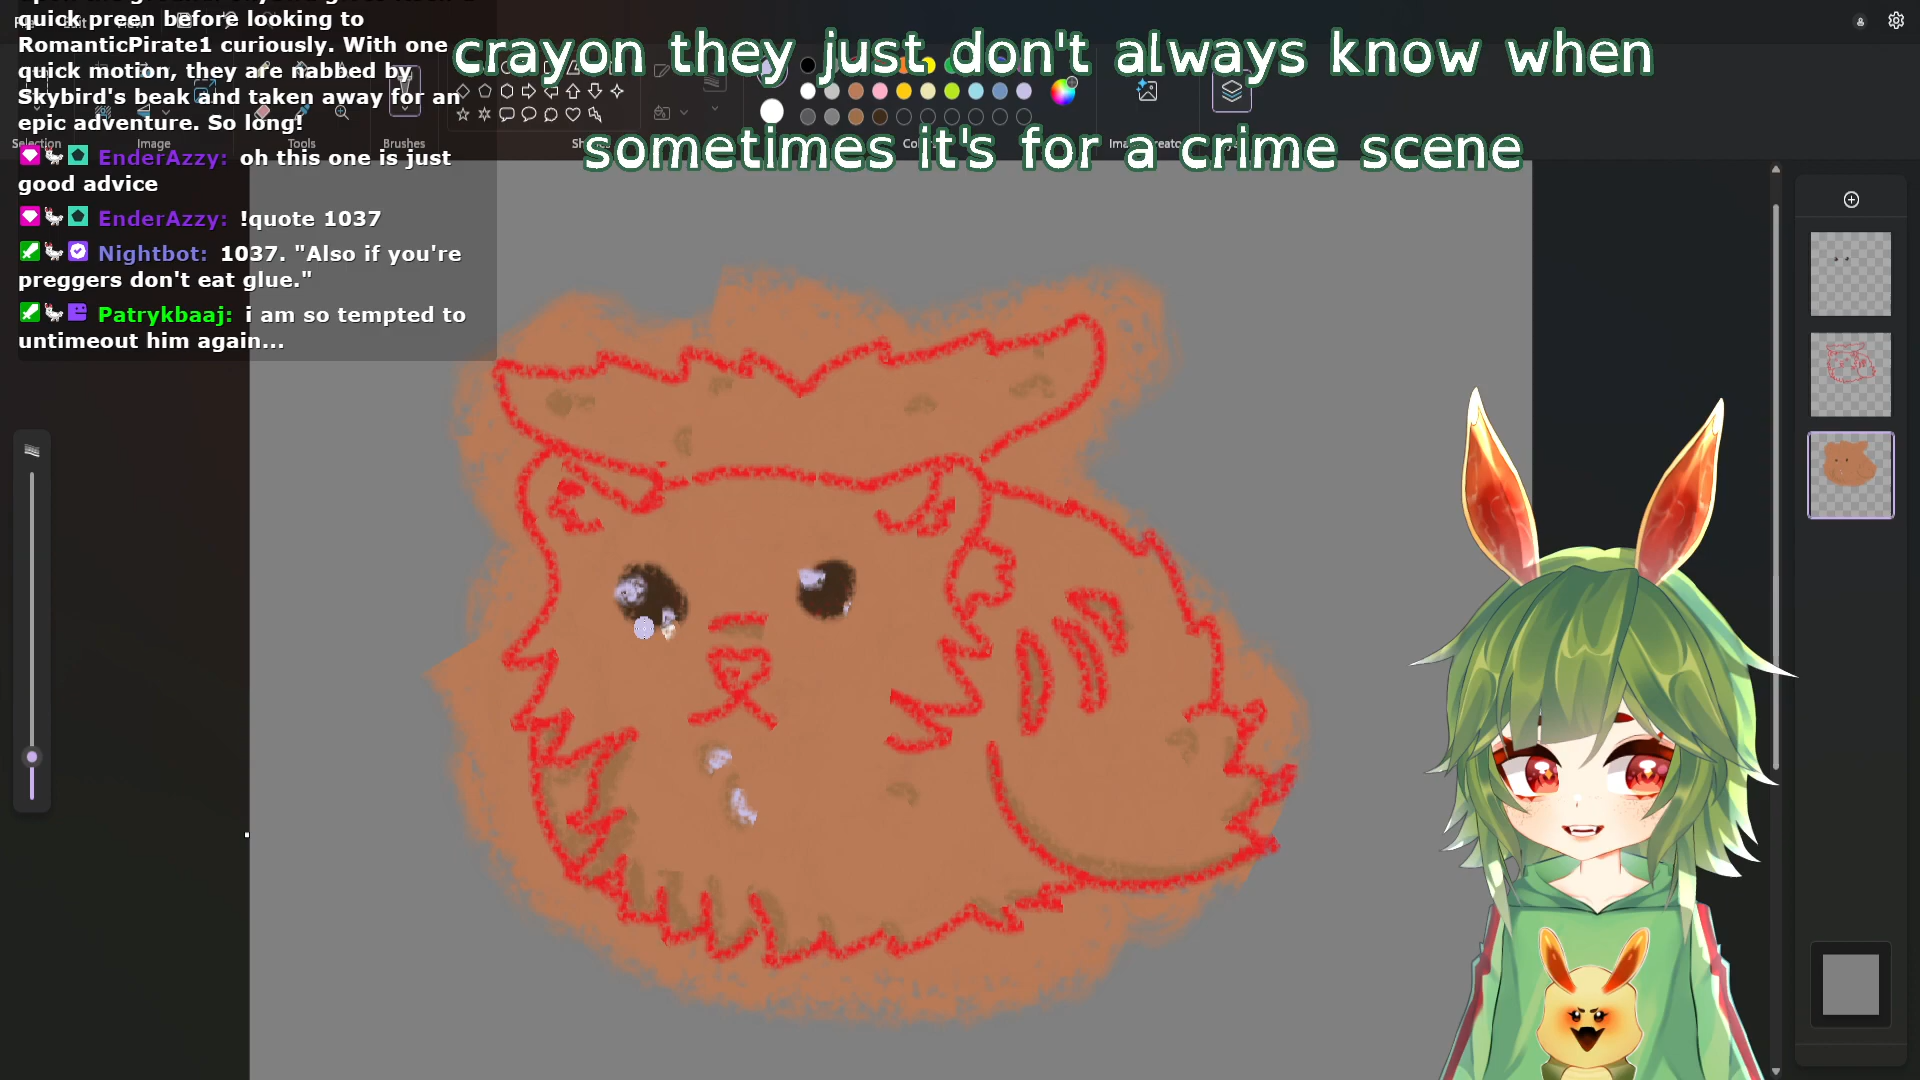 quick preen before looking to
RomanticPirate1 curiously. With one
quick motion, they are nabbed by
Skybird's beak and taken away for an
epic adventure. So long!
EnderAzzy: oh this one is just
good advice
EnderAzzy: !quote 1037
Nightbot: 1037. "Also if you're
preggers don't eat glue."
Patrykbaaj: i am so tempted to
untimeout him again...
crayon they just don't always know when
sometimes it's for a crime scene
Selection
Image
Tools
Brushes